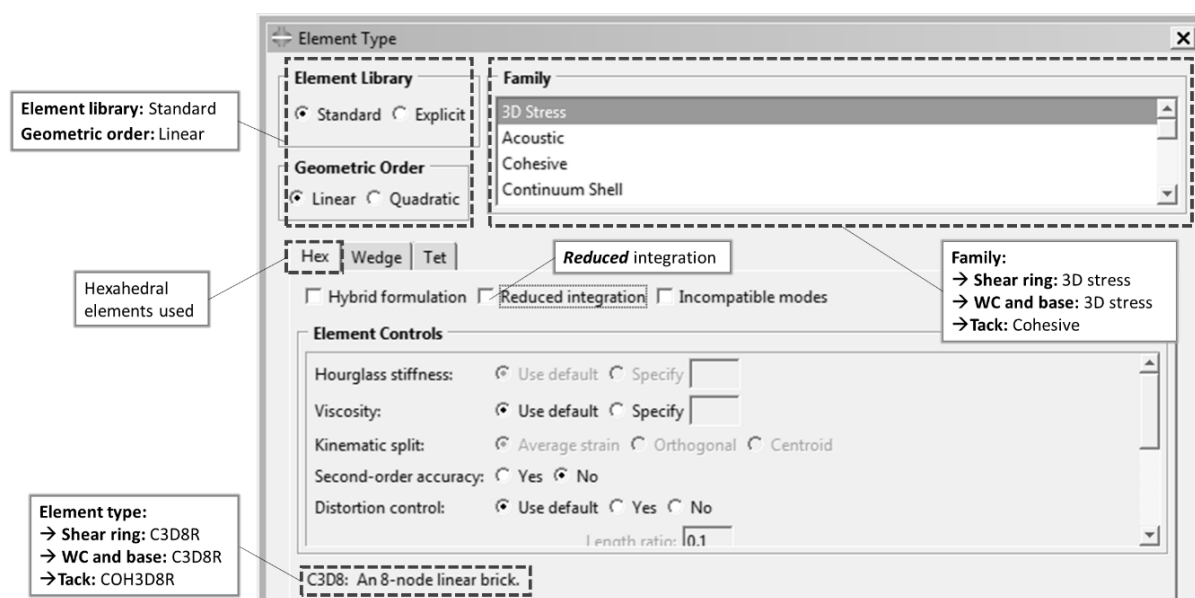 Element Type
Element Library
Standard Explicit
Family
3D Stress
Acoustic
Cohesive
Continuum Shell
Element library: Standard
Geometric order: Linear
Geometric Order
Linear Quadratic
Hex Wedge Tet
Reduced integration
Hexahedral
elements used
Family:
→ Shear ring: 3D stress
→ WC and base: 3D stress
→Tack: Cohesive
Hybrid formulation Reduced integration Incompatible modes
Element Controls
Hourglass stiffness: Use default Specify
Viscosity: Use default Specify
Kinematic split: Average strain Orthogonal Centroid
Second-order accuracy: Yes No
Distortion control: Use default Yes No
Length ratio: 0.1
Element type:
→ Shear ring: C3D8R
→ WC and base: C3D8R
→Tack: COH3D8R
C3D8: An 8-node linear brick.